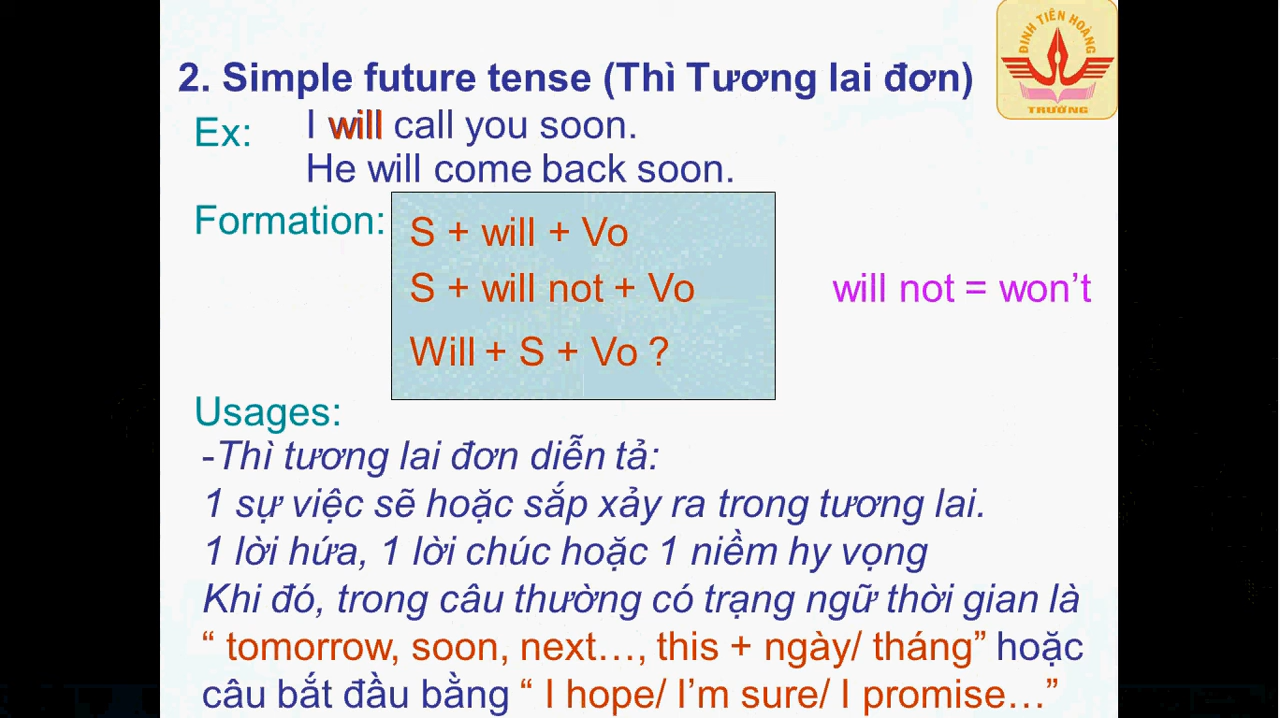 ĐINH TIÊN HOÀNG
TRƯỜNG
2. Simple future tense (Thì Tương lai đơn)
Ex: I will call you soon.
He will come back soon.
Formation: S + will + Vo
S + will not + Vo will not = won’t
Will + S + Vo ?
Usages:
-Thì tương lai đơn diễn tả:
1 sự việc sẽ hoặc sắp xảy ra trong tương lai.
1 lời hứa, 1 lời chúc hoặc 1 niềm hy vọng
Khi đó, trong câu thường có trạng ngữ thời gian là
“ tomorrow, soon, next…, this + ngày/ tháng” hoặc
câu bắt đầu bằng “ I hope/ I’m sure/ I promise…”